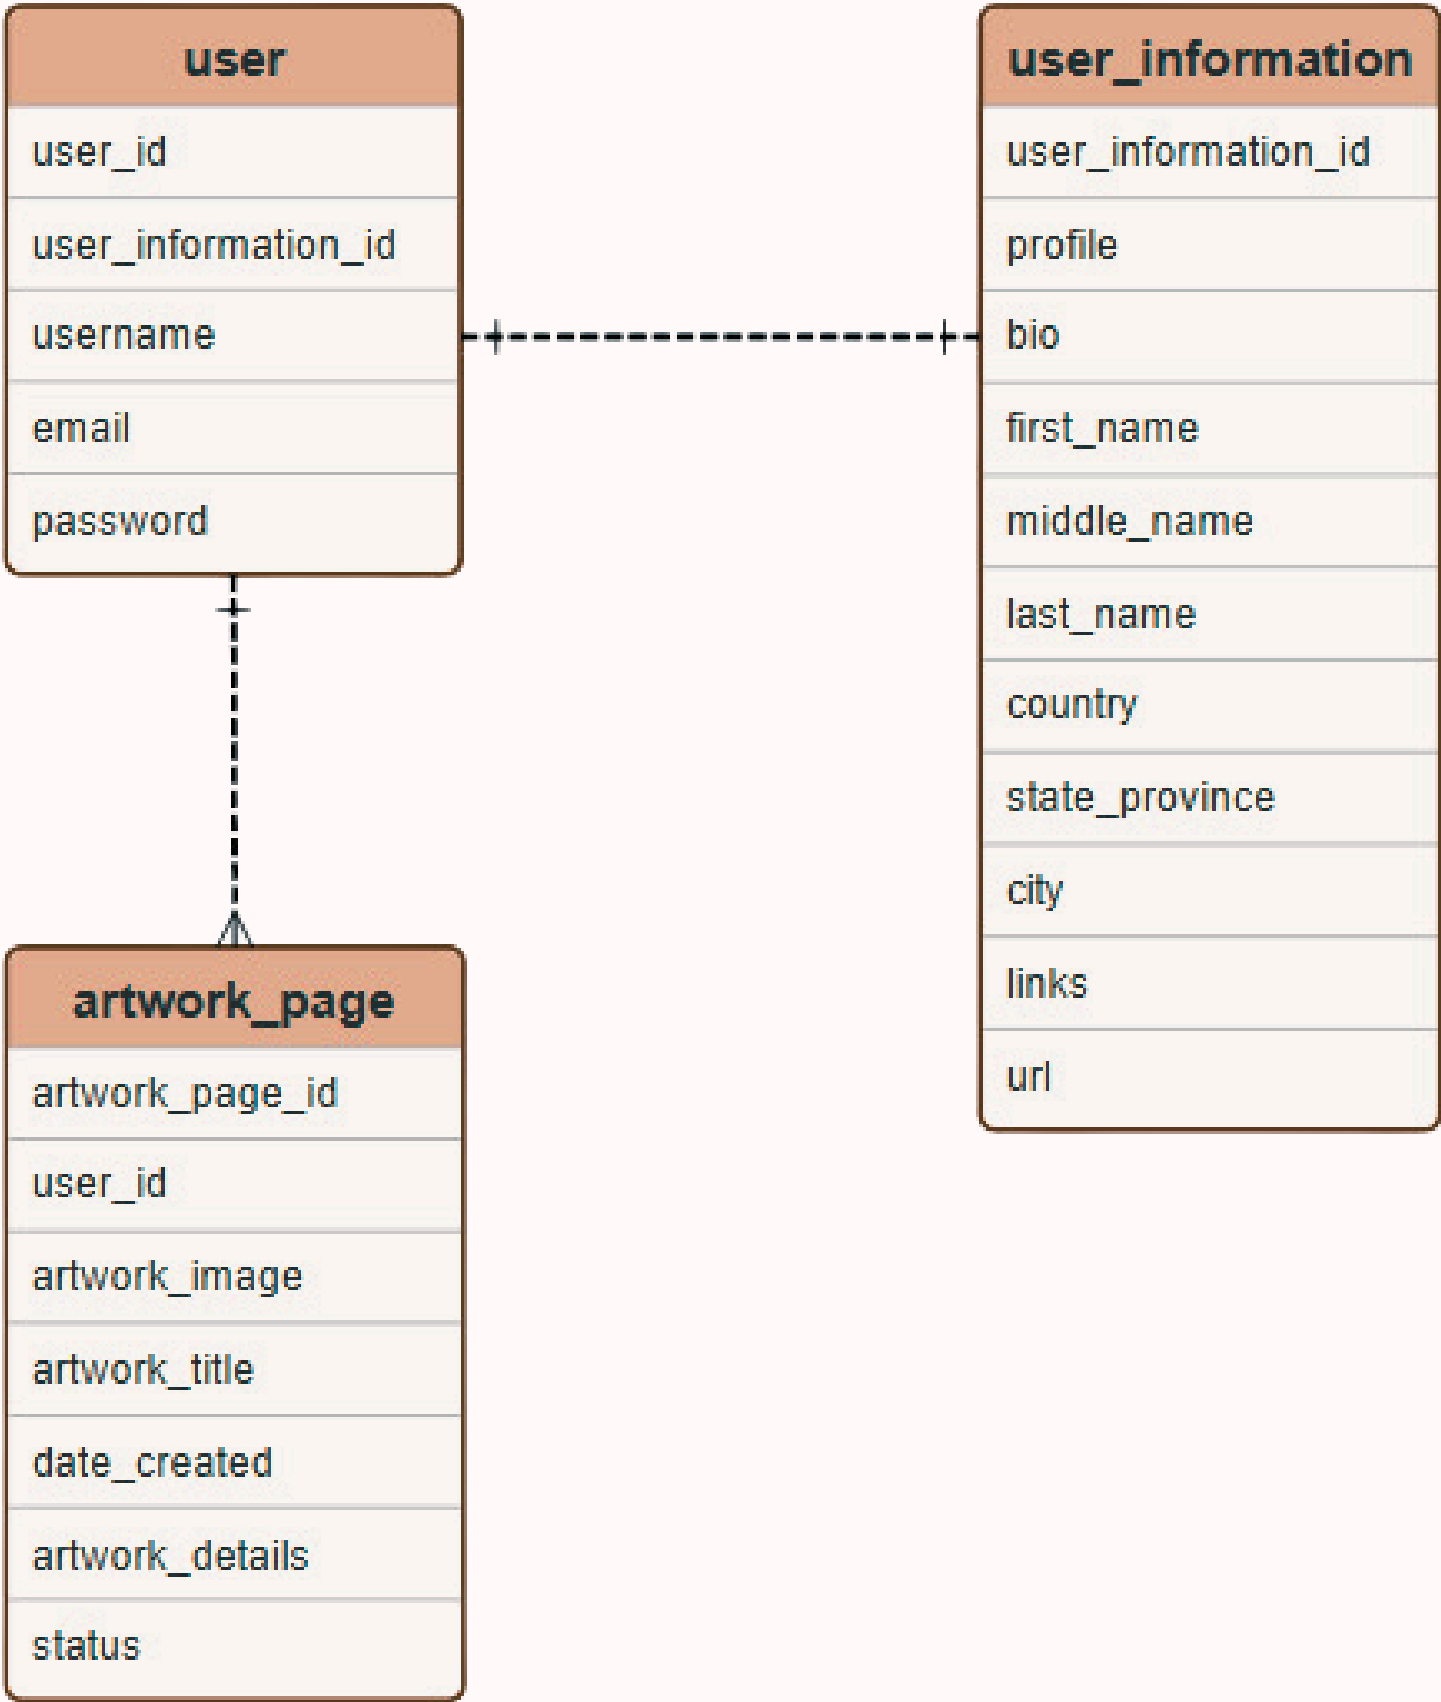 user
user_id
user_information_id
username
email
password
user_information
user_information_id
profile
bio
first_name
middle_name
last_name
country
state_province
city
links
url
artwork_page
artwork_page_id
user_id
artwork_image
artwork_title
date_created
artwork_details
status